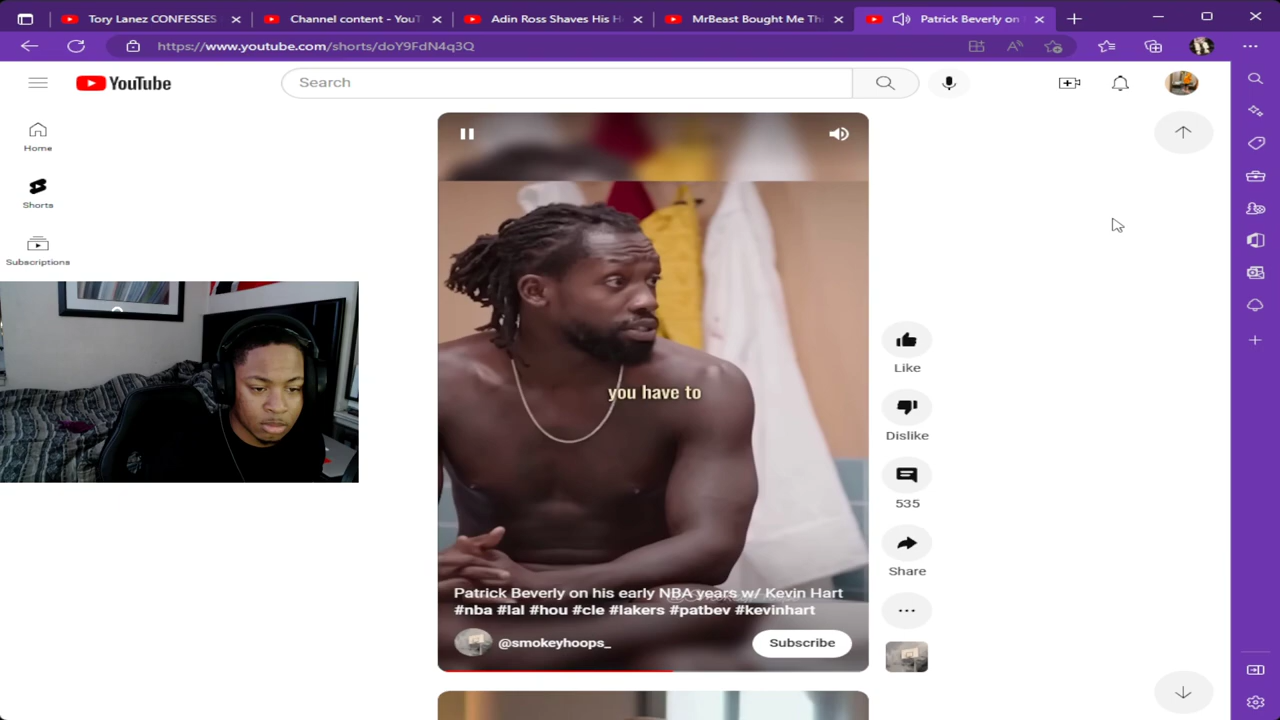 Tory Lanez CONFESSES
Channel content - YouT
Adin Ross Shaves His H
MrBeast Bought Me Thi
Patrick Beverly on
https://www.youtube.com/shorts/doY9FdN4q3Q
YouTube
Search
Home
Shorts
Subscriptions
you have to
Patrick Beverly on his early NBA years w/ Kevin Hart
#nba #lal #hou #cle #lakers #patbev #kevinhart
@smokeyhoops_
Subscribe
Like
Dislike
535
Share